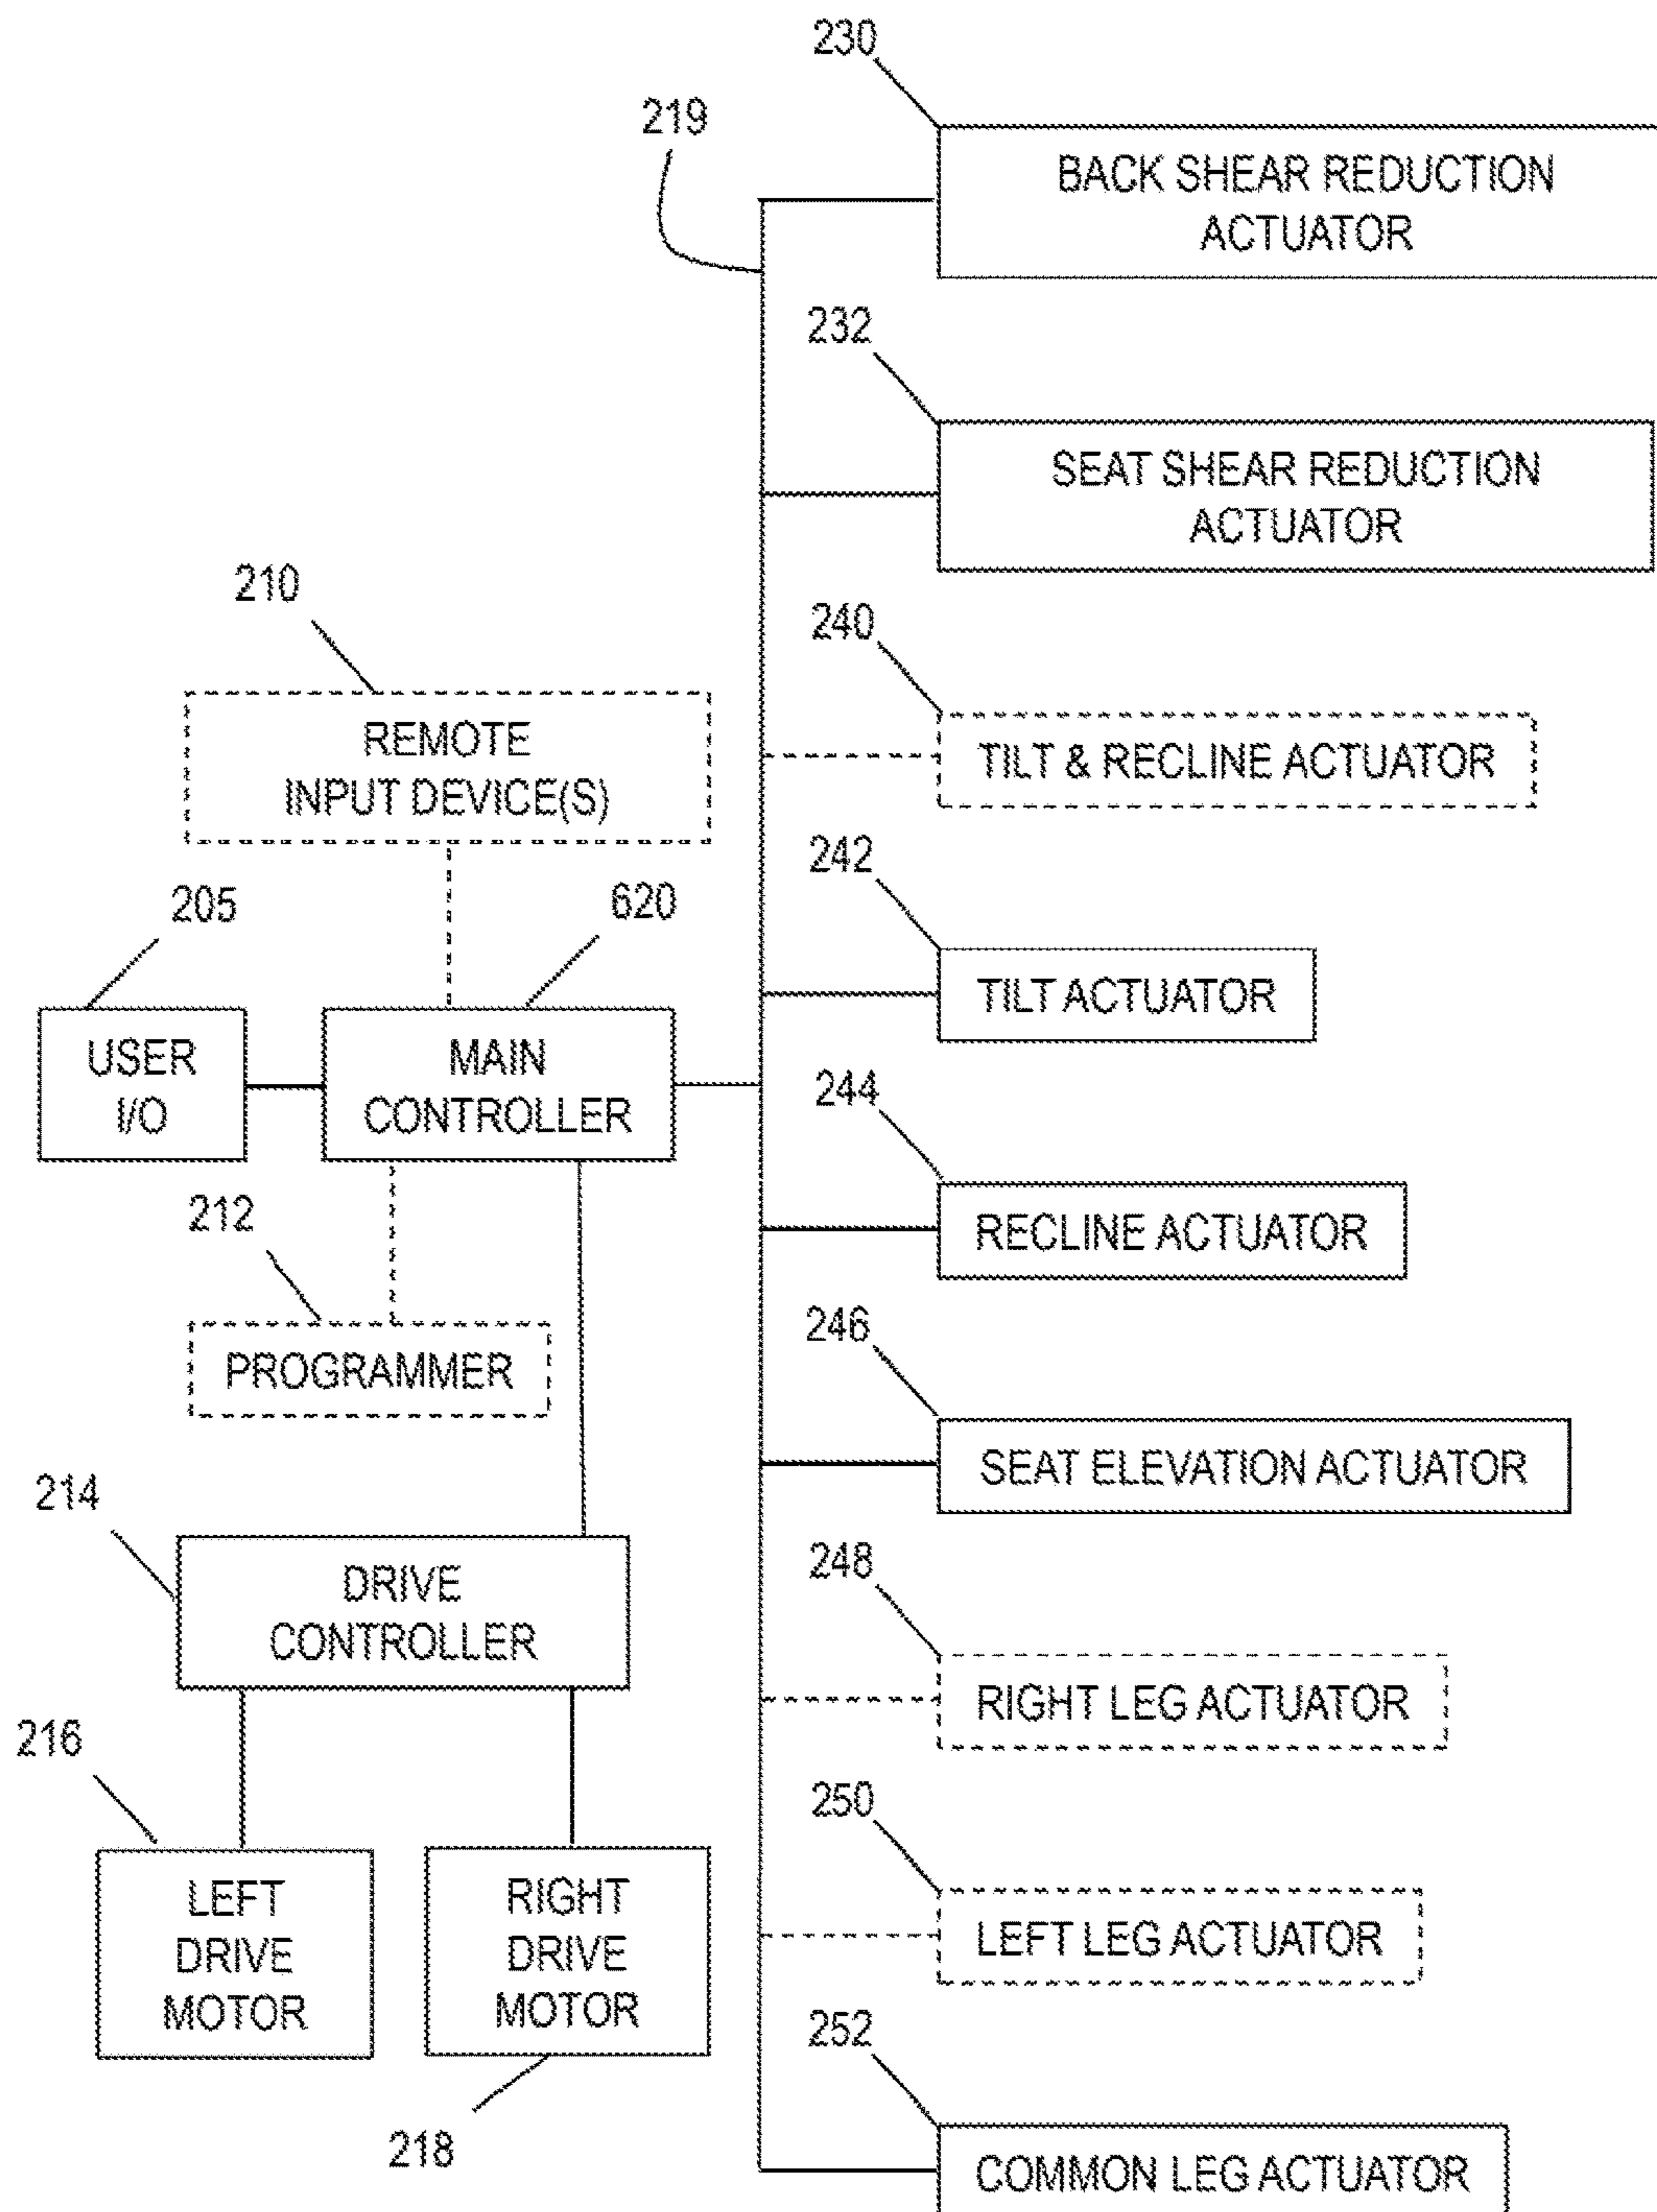 230
219
BACK SHEAR REDUCTION
ACTUATOR
232
SEAT SHEAR REDUCTION
ACTUATOR
210
240
REMOTE
INPUT DEVICE(S)
TILT & RECLINE ACTUATOR
242
205
620
TILT ACTUATOR
USER
I/O
MAIN
CONTROLLER
244
212
RECLINE ACTUATOR
246
PROGRAMMER
SEAT ELEVATION ACTUATOR
214
248
DRIVE
CONTROLLER
RIGHT LEG ACTUATOR
216
250
LEFT
DRIVE
MOTOR
RIGHT
DRIVE
MOTOR
LEFT LEG ACTUATOR
252
218
COMMON LEG ACTUATOR